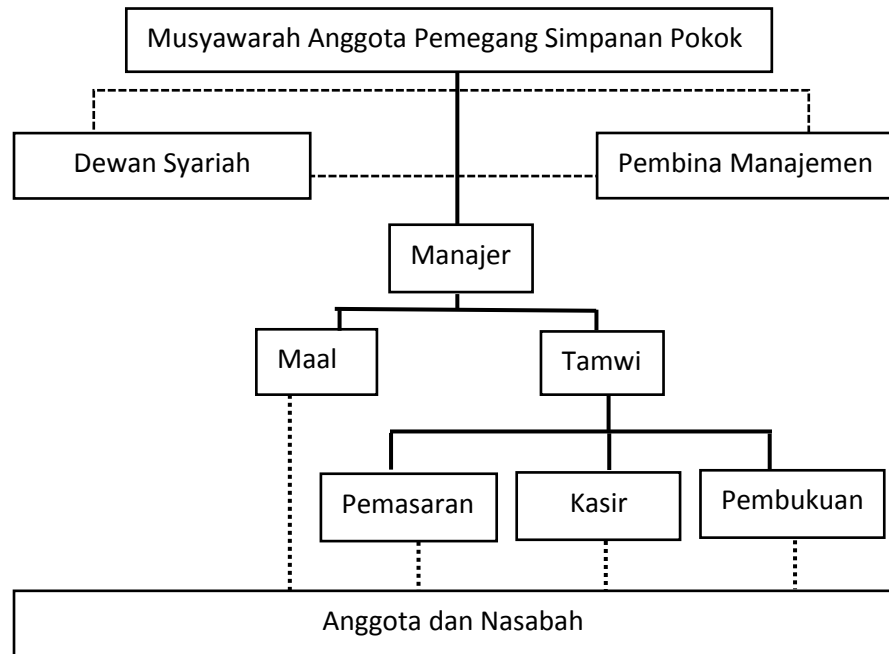 Musyawarah Anggota Pemegang Simpanan Pokok
Dewan Syariah
Pembina Manajemen
Manajer
Maal
Tamwi
Pemasaran
Kasir
Pembukuan
Anggota dan Nasabah